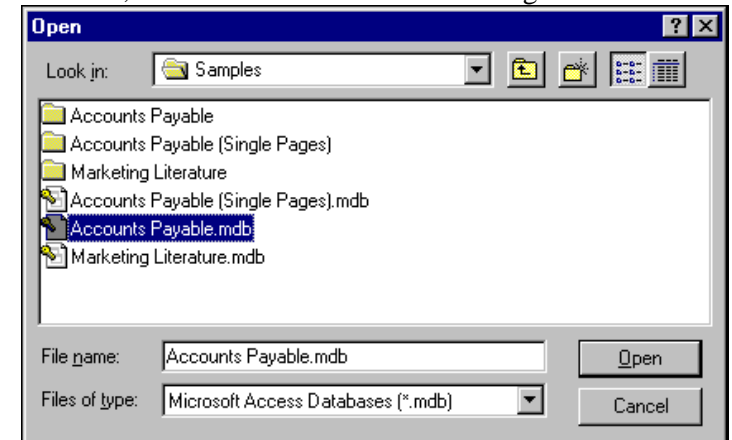 Open
Look in: Samples
Accounts Payable
Accounts Payable (Single Pages)
Marketing Literature
Accounts Payable (Single Pages).mdb
Accounts Payable.mdb
Marketing Literature.mdb
File name: Accounts Payable.mdb Open
Files of type: Microsoft Access Databases (*.mdb) Cancel